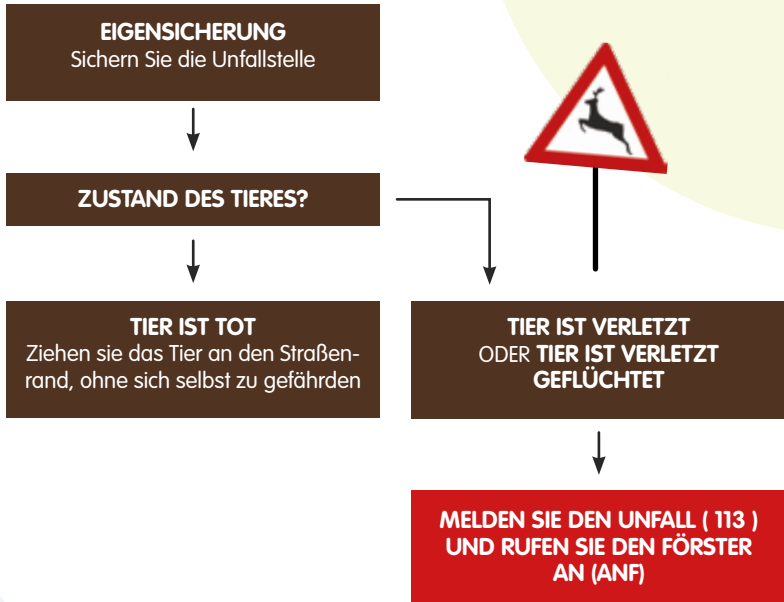 EIGENSICHERUNG
Sichern Sie die Unfallstelle
ZUSTAND DES TIERES?
TIER IST TOT
Ziehen sie das Tier an den Straßen-
rand, ohne sich selbst zu gefährden
TIER IST VERLETZT
ODER TIER IST VERLETZT
GEFLÜCHTET
MELDEN SIE DEN UNFALL ( 113 )
UND RUFEN SIE DEN FÖRSTER
AN (ANF)